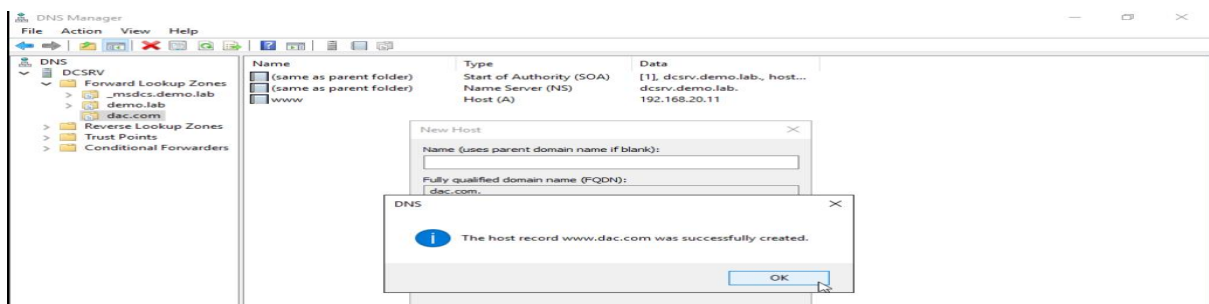 DNS Manager
File Action View Help
DNS
DCSRV
Forward Lookup Zones
_msdcs.demo.lab
demo.lab
dac.com
Reverse Lookup Zones
Trust Points
Conditional Forwarders
Name Type Data
(same as parent folder) Start of Authority (SOA) [1], dcsrv.demo.lab., host...
(same as parent folder) Name Server (NS) dcsrv.demo.lab.
www Host (A) 192.168.20.11
New Host
Name (uses parent domain name if blank):
Fully qualified domain name (FQDN):
dac.com.
DNS
The host record www.dac.com was successfully created.
OK